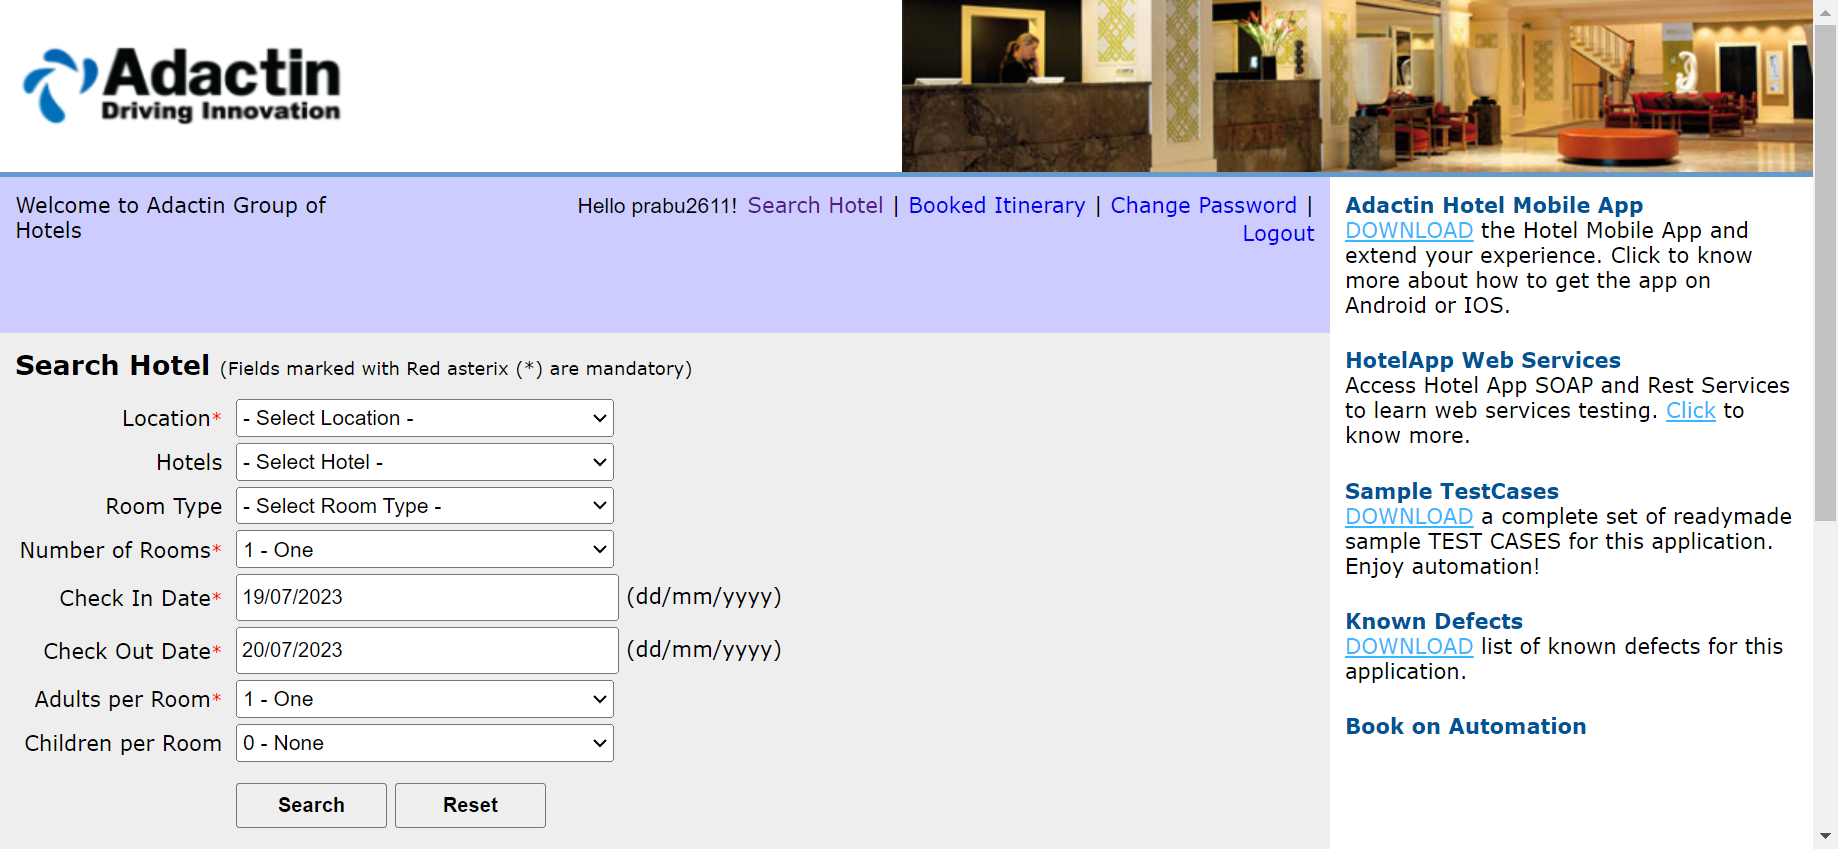 Adactin
Driving Innovation
Welcome to Adactin Group of
Hotels
Hello prabu2611! Search Hotel | Booked Itinerary | Change Password |
Logout
Search Hotel (Fields marked with Red asterix (*) are mandatory)
Location* - Select Location -
Hotels - Select Hotel -
Room Type - Select Room Type -
Number of Rooms* 1 - One
Check In Date* 19/07/2023 (dd/mm/yyyy)
Check Out Date* 20/07/2023 (dd/mm/yyyy)
Adults per Room* 1 - One
Children per Room 0 - None
Search Reset
Adactin Hotel Mobile App
DOWNLOAD the Hotel Mobile App and
extend your experience. Click to know
more about how to get the app on
Android or IOS.
HotelApp Web Services
Access Hotel App SOAP and Rest Services
to learn web services testing. Click to
know more.
Sample TestCases
DOWNLOAD a complete set of readymade
sample TEST CASES for this application.
Enjoy automation!
Known Defects
DOWNLOAD list of known defects for this
application.
Book on Automation